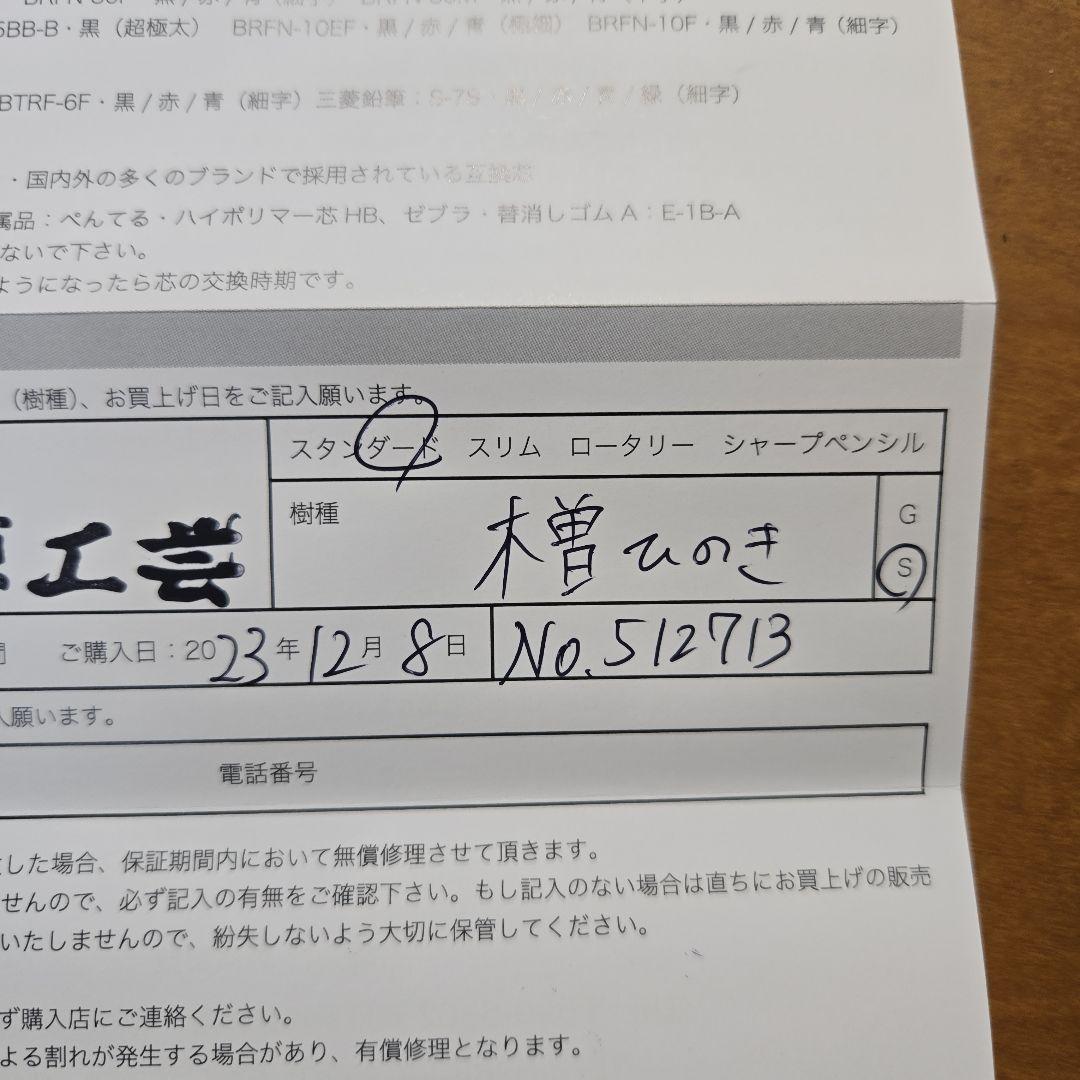 5BB-B・黒（超極太） BRFN-10EF・黒 / 赤 / 青（極細） BRFN-10F・黒 / 赤 / 青（細字）
BTRF-6F・黒 / 赤 / 青（細字）三菱鉛筆：S-7S・黒 / 赤 / 青 / 緑（細字）
・国内外の多くのブランドで採用されている互換芯
属品：ぺんてる・ハイポリマー芯 HB、ゼブラ・替消しゴム A：E-1B-A
ないで下さい。
ようになったら芯の交換時期です。
（樹種）、お買上げ日をご記入願います。
スタンダード スリム ロータリー シャープペンシル
工芸
樹種 檜 ひのき
G
S
間 ご購入日：2023年12月8日 No.512713
入願います。
電話番号
した場合、保証期間内において無償修理させて頂きます。
せんので、必ず記入の有無をご確認下さい。もし記入のない場合は直ちにお買上げの販売
いたしませんので、紛失しないよう大切に保管してください。
ず購入店にご連絡ください。
よる割れが発生する場合があり、有償修理となります。